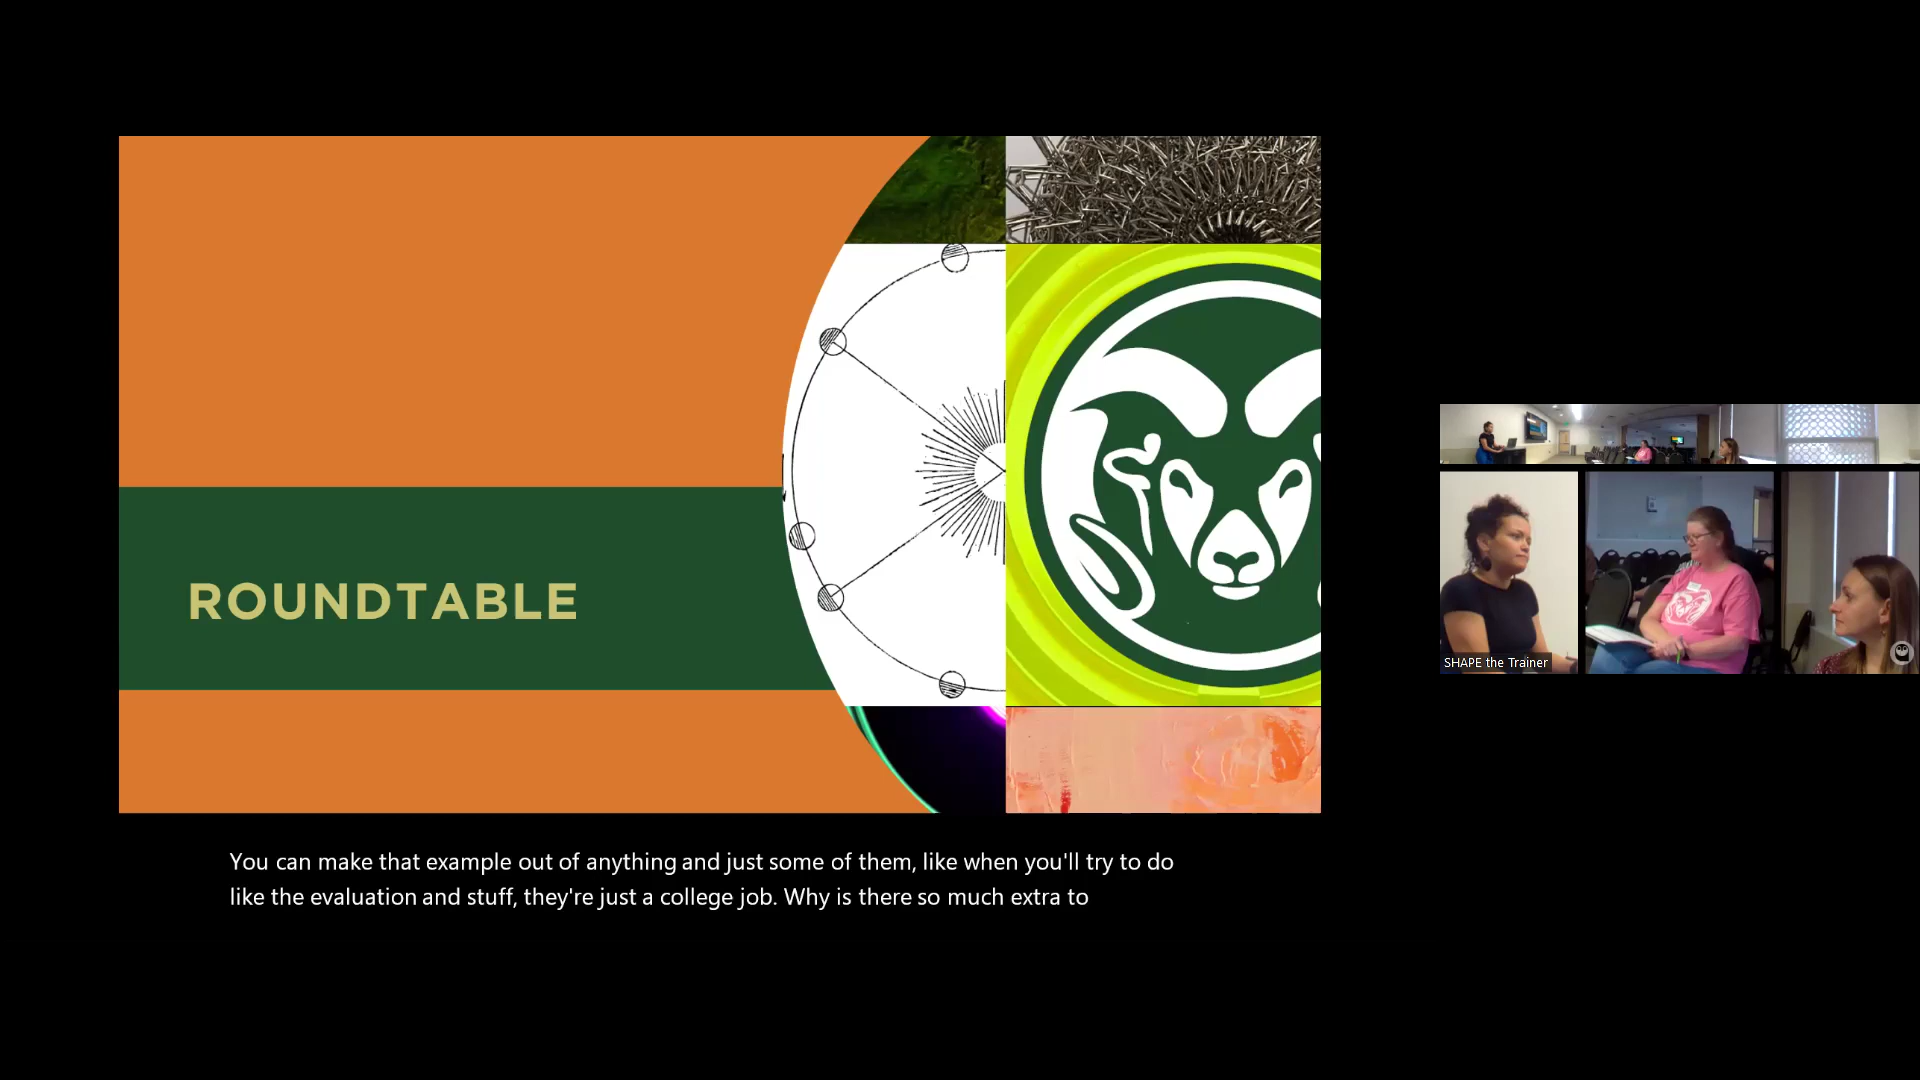 ROUNDTABLE
SHAPE the Trainer
You can make that example out of anything and just some of them, like when you'll try to do
like the evaluation and stuff, they're just a college job. Why is there so much extra to